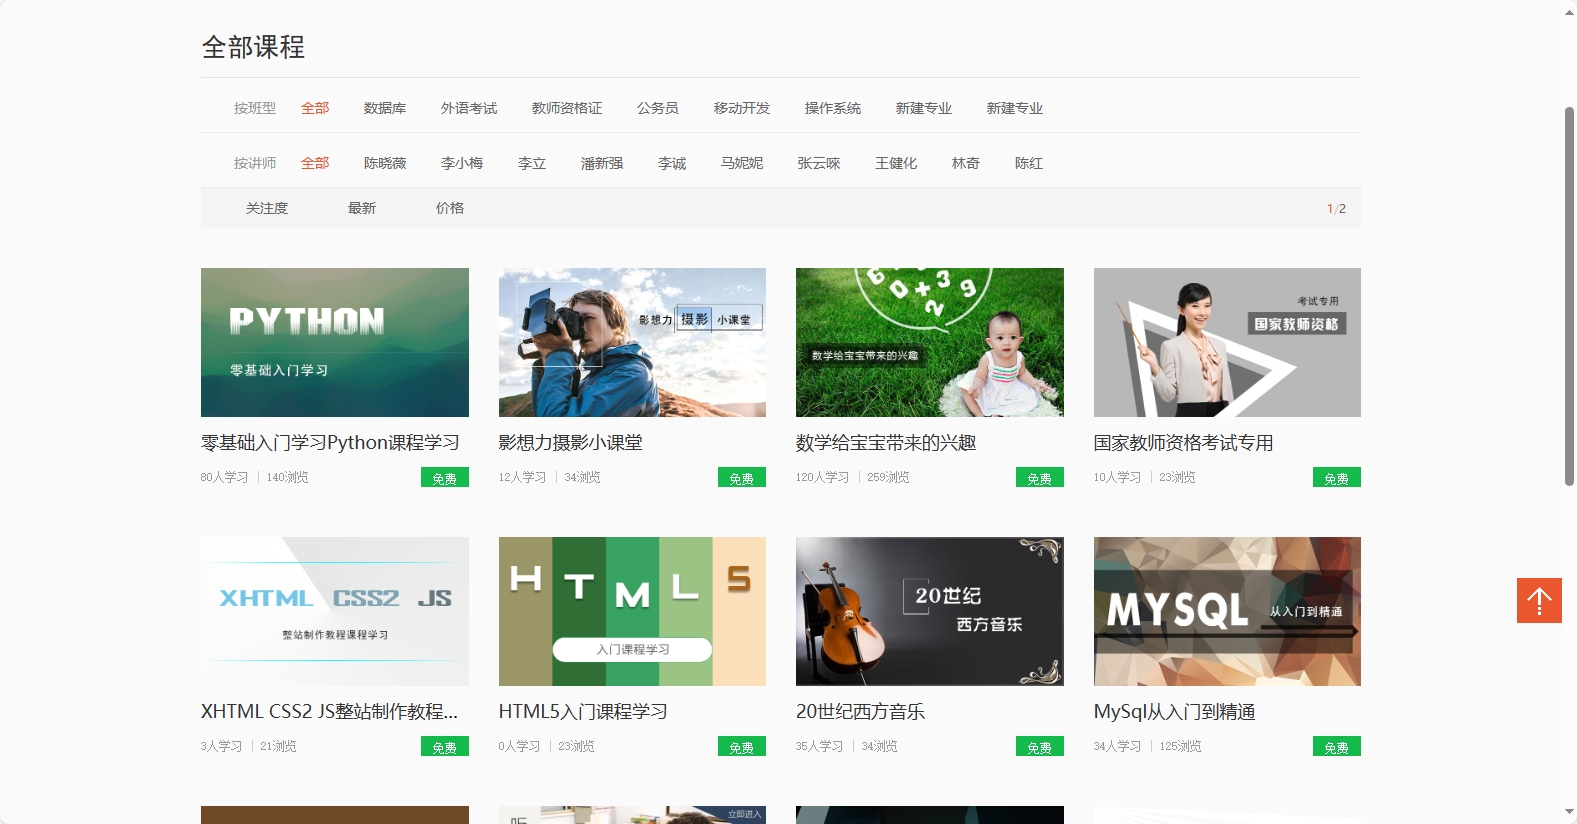 全部课程
按班型 全部 数据库 外语考试 教师资格证 公务员 移动开发 操作系统 新建专业 新建专业
按讲师 全部 陈晓薇 李小梅 李立 潘新强 李诚 马妮妮 张云唻 王健化 林奇 陈红
关注度 最新 价格 1/2
PYTHON
零基础入门学习
影想力 摄影 小课堂
6 0 + 3 9 2
数学给宝宝带来的兴趣
考试专用
国家教师资格
零基础入门学习Python课程学习 影想力摄影小课堂 数学给宝宝带来的兴趣 国家教师资格考试专用
80人学习 140浏览 免费 12人学习 34浏览 免费 120人学习 259浏览 免费 10人学习 23浏览 免费
XHTML CSS2 JS
整站制作教程课程学习
HTML5
入门课程学习
20世纪
西方音乐
MYSQL 从入门到精通
XHTML CSS2 JS整站制作教程... HTML5入门课程学习 20世纪西方音乐 MySql从入门到精通
3人学习 21浏览 免费 0人学习 23浏览 免费 35人学习 34浏览 免费 34人学习 125浏览 免费
立即进入